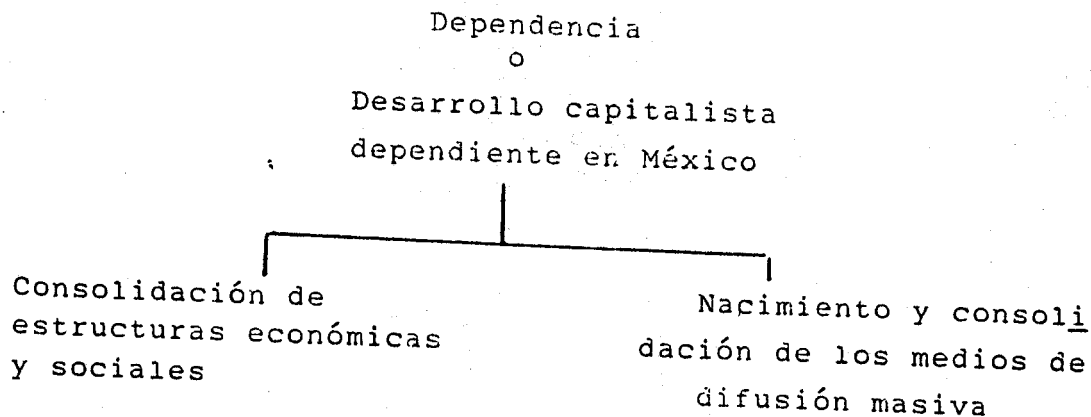 Dependencia
o
Desarrollo capitalista
dependiente en México
Consolidación de
estructuras económicas
y sociales
Nacimiento y consoli
dación de los medios de
difusión masiva